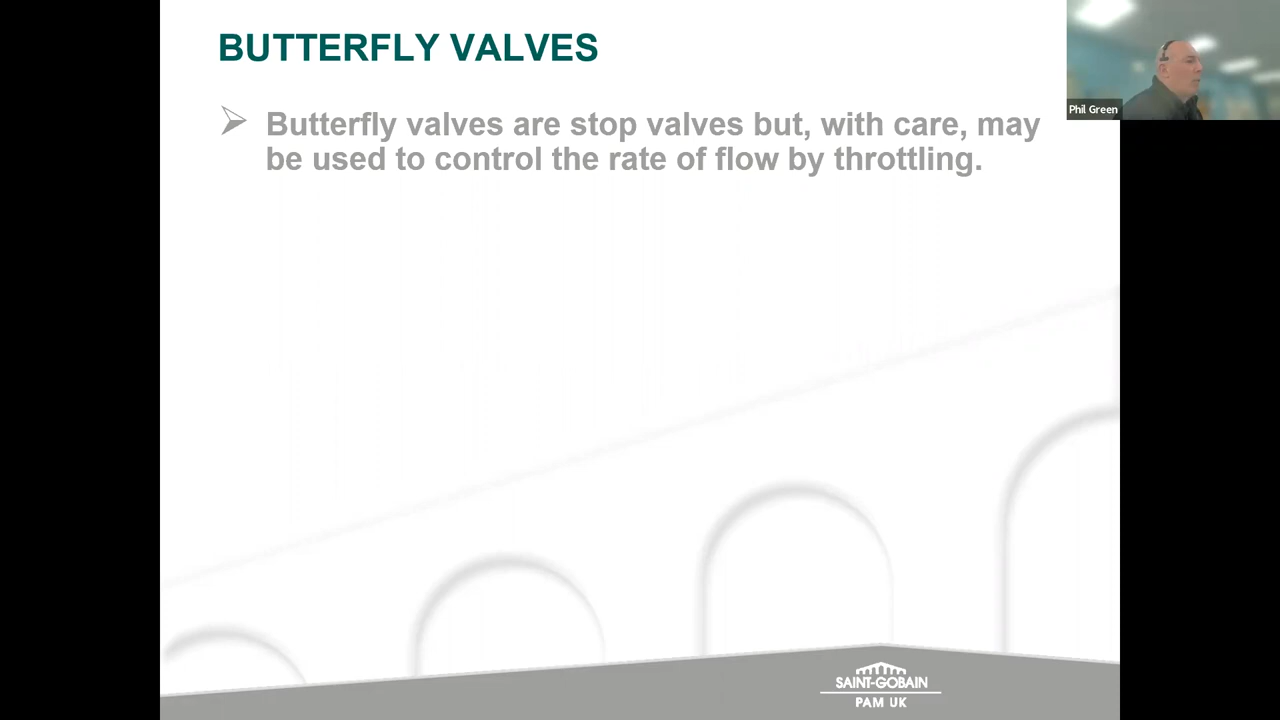 BUTTERFLY VALVES
Butterfly valves are stop valves but, with care, may
be used to control the rate of flow by throttling.
Phil Green
SAINT-GOBAIN
PAM UK